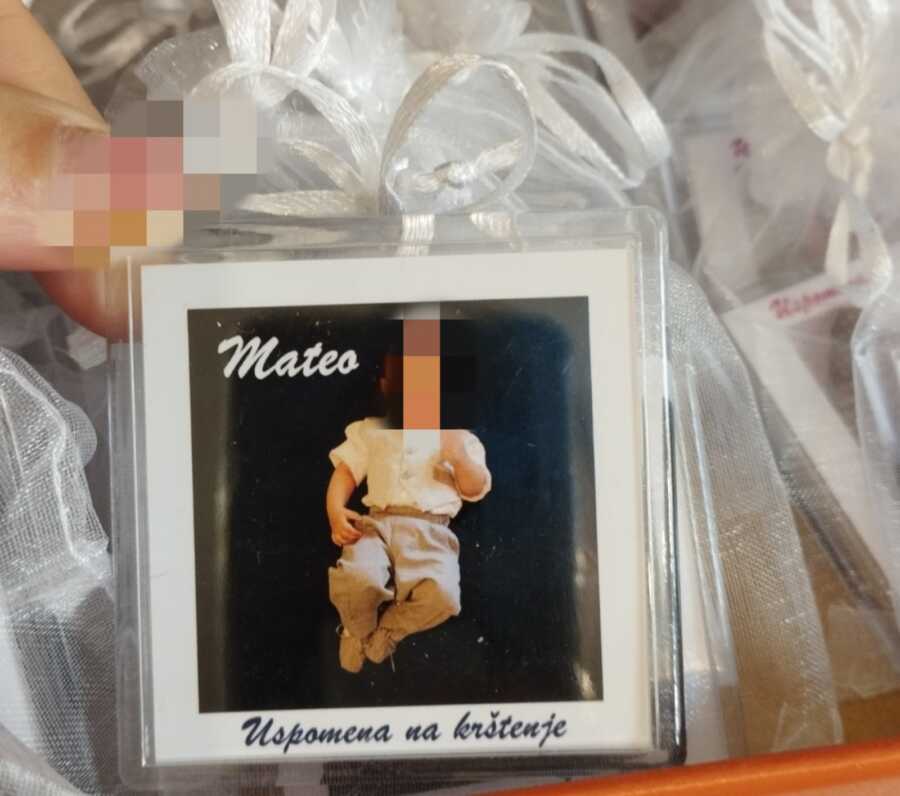 Mateo
Uspomena na krštenje